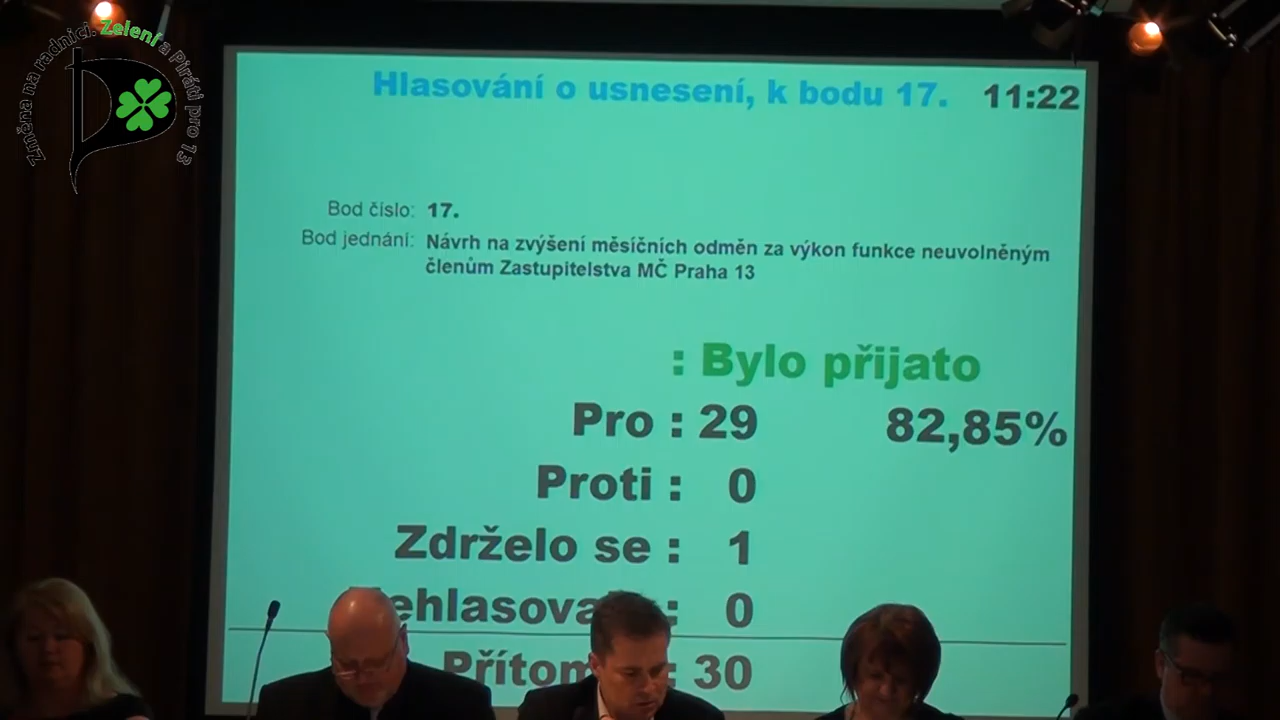 Změna na radnici. Zelení a Piráti pro 13
Hlasování o usnesení, k bodu 17. 11:22
Bod číslo: 17.
Bod jednání: Návrh na zvýšení měsíčních odměn za výkon funkce neuvolněným
členům Zastupitelstva MČ Praha 13
: Bylo přijato
Pro : 29 82,85%
Proti : 0
Zdrželo se : 1
: 0
: 30